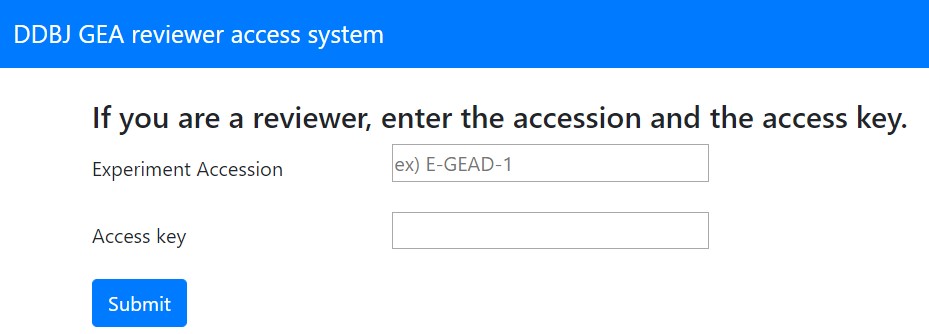 DDBJ GEA reviewer access system
If you are a reviewer, enter the accession and the access key.
Experiment Accession
ex) E-GEAD-1
Access key
Submit